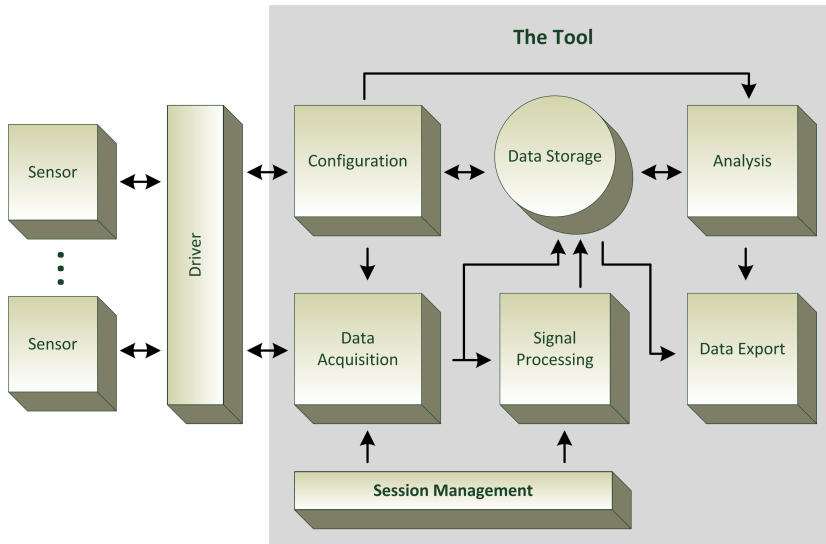 The Tool
Sensor
Configuration
Data Storage
Analysis
Driver
Sensor
Data
Acquisition
Signal
Processing
Data Export
Session Management